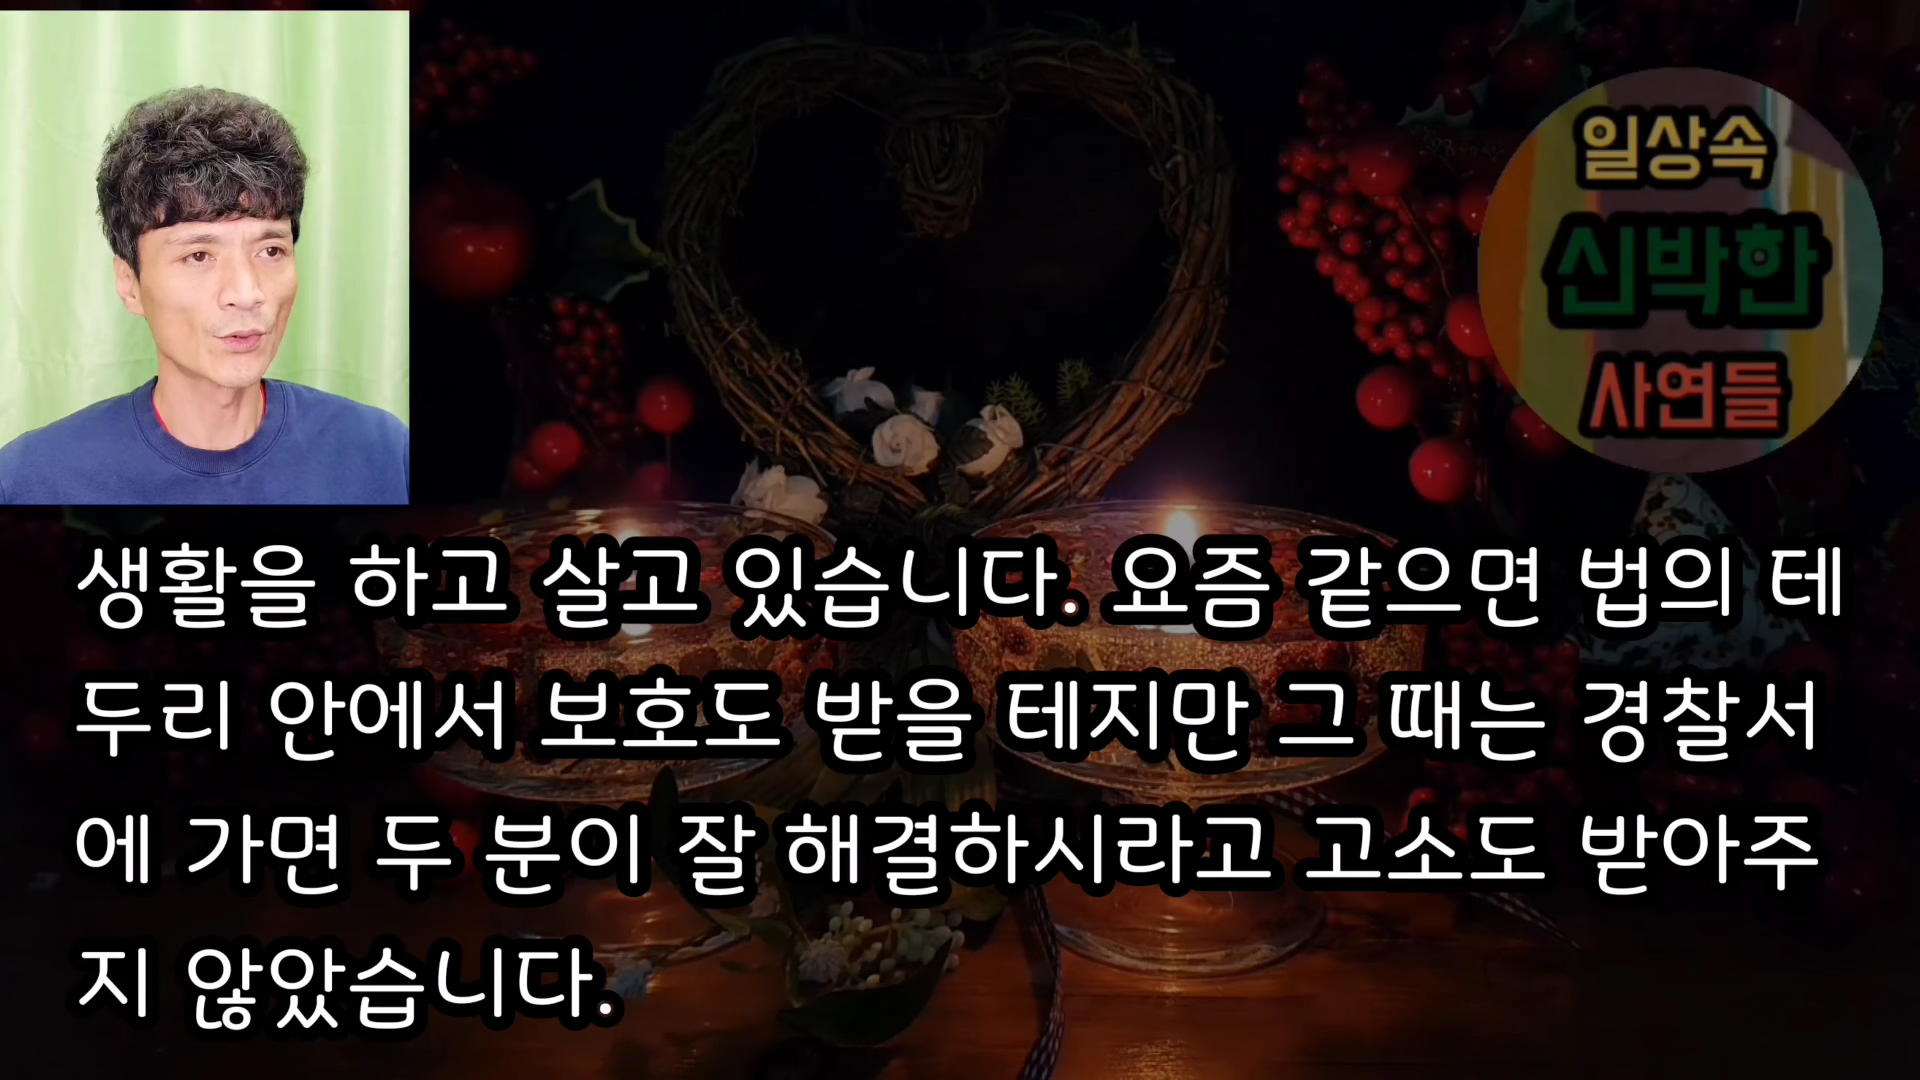 일상속
신박한
사연들
생활을 하고 살고 있습니다. 요즘 같으면 법의 테
두리 안에서 보호도 받을 테지만 그 때는 경찰서
에 가면 두 분이 잘 해결하시라고 고소도 받아주
지 않았습니다.